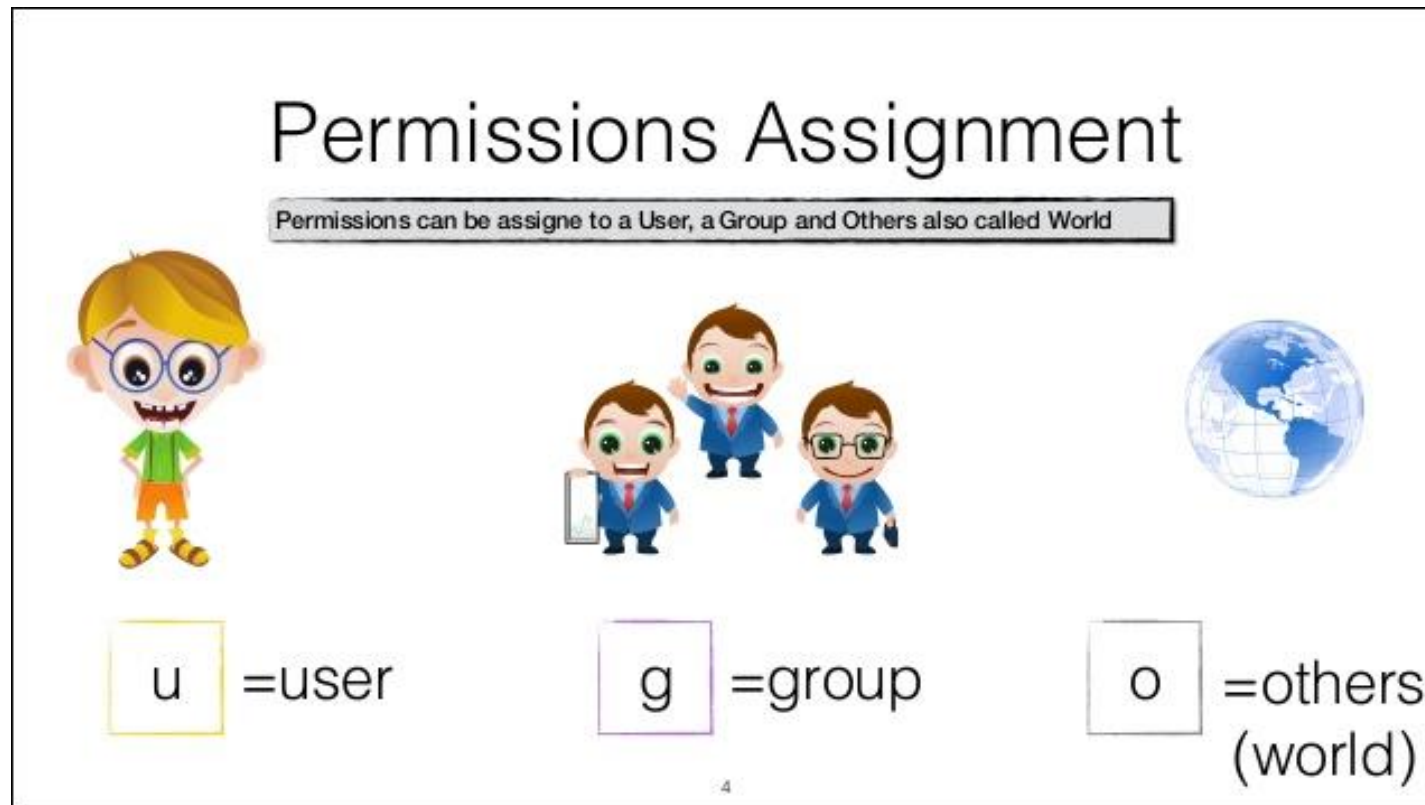 Permissions Assignment
Permissions can be assigne to a User, a Group and Others also called World
u =user
g =group
o =others
(world)
4